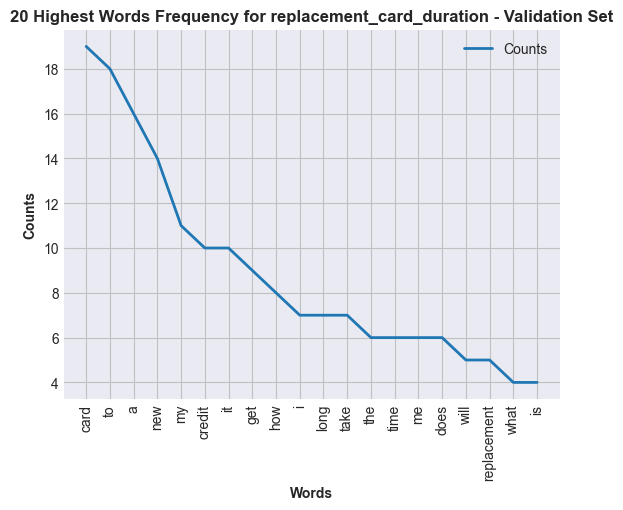 20 Highest Words Frequency for replacement_card_duration - Validation Set
Counts
18
16
14
12
10
8
6
4
Counts
card
to
a
new
my
credit
it
get
how
i
long
take
the
time
me
does
will
replacement
what
is
Words